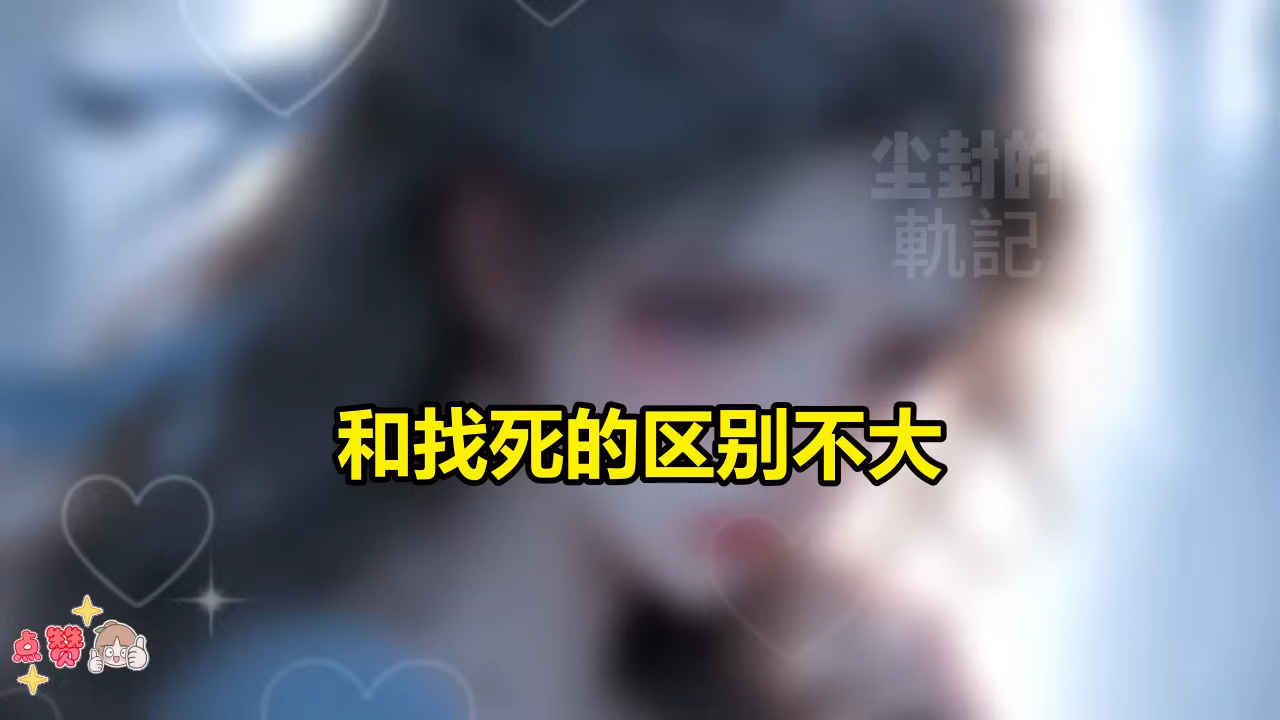 尘封的
軌記
和找死的区别不大
点赞